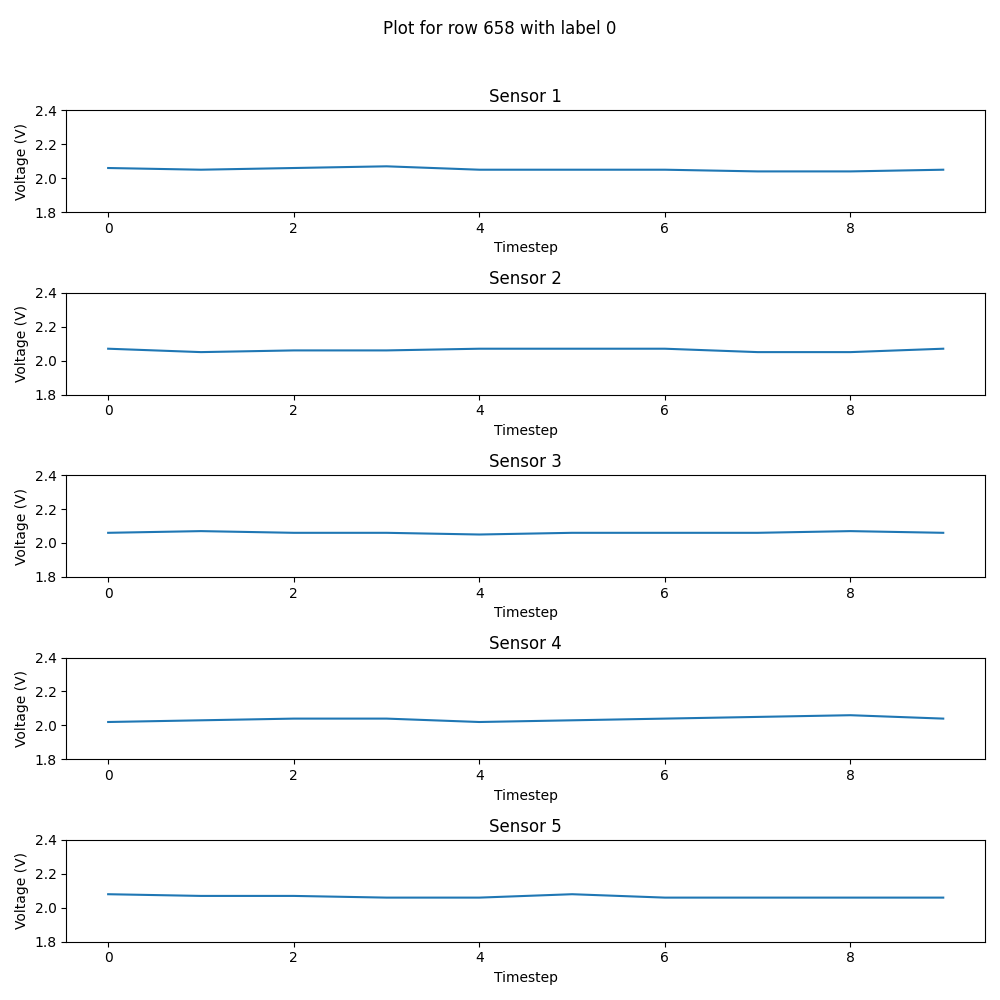 Plot for row 658 with label 0
Sensor 1
Voltage (V)
2.4
2.2
2.0
1.8
0 2 4 6 8
Timestep
Sensor 2
Voltage (V)
2.4
2.2
2.0
1.8
0 2 4 6 8
Timestep
Sensor 3
Voltage (V)
2.4
2.2
2.0
1.8
0 2 4 6 8
Timestep
Sensor 4
Voltage (V)
2.4
2.2
2.0
1.8
0 2 4 6 8
Timestep
Sensor 5
Voltage (V)
2.4
2.2
2.0
1.8
0 2 4 6 8
Timestep